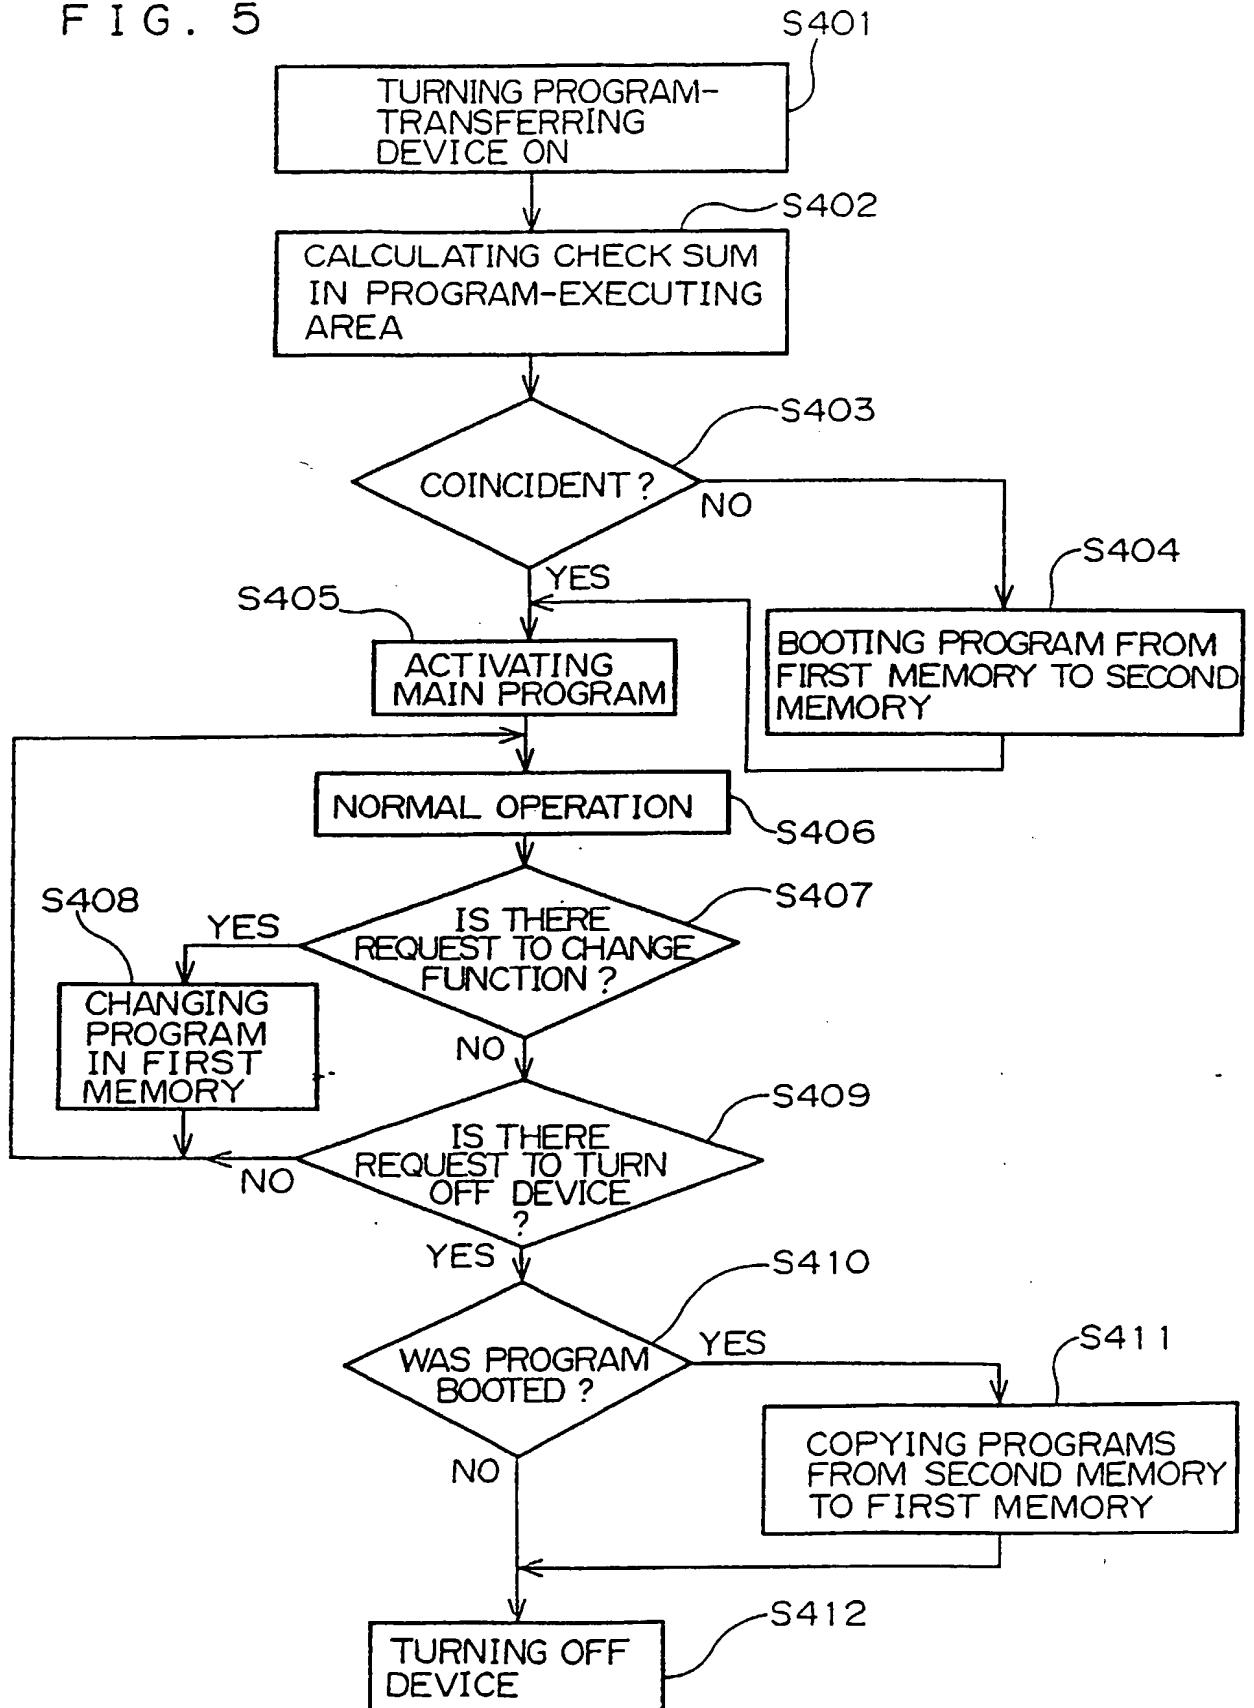 FIG. 5
S401
TURNING PROGRAM-
TRANSFERRING
DEVICE ON
S402
CALCULATING CHECK SUM
IN PROGRAM-EXECUTING
AREA
S403
COINCIDENT?
NO
YES
S404
BOOTING PROGRAM FROM
FIRST MEMORY TO SECOND
MEMORY
S405
ACTIVATING
MAIN PROGRAM
NORMAL OPERATION
S406
S407
IS THERE
REQUEST TO CHANGE
FUNCTION?
YES
NO
S408
CHANGING
PROGRAM
IN FIRST
MEMORY
S409
IS THERE
REQUEST TO TURN
OFF DEVICE
?
NO
YES
S410
WAS PROGRAM
BOOTED?
YES
NO
S411
COPYING PROGRAMS
FROM SECOND MEMORY
TO FIRST MEMORY
S412
TURNING OFF
DEVICE